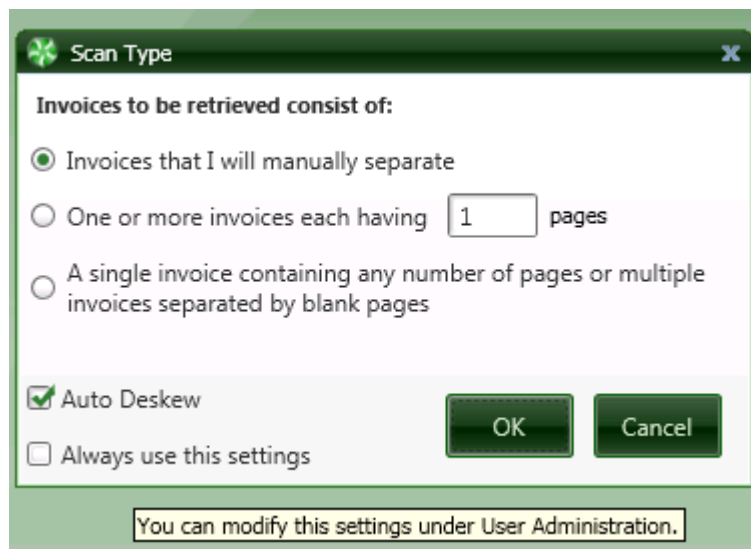 Scan Type
Invoices to be retrieved consist of:
Invoices that I will manually separate
One or more invoices each having 1 pages
A single invoice containing any number of pages or multiple
invoices separated by blank pages
Auto Deskew
OK Cancel
Always use this settings
You can modify this settings under User Administration.